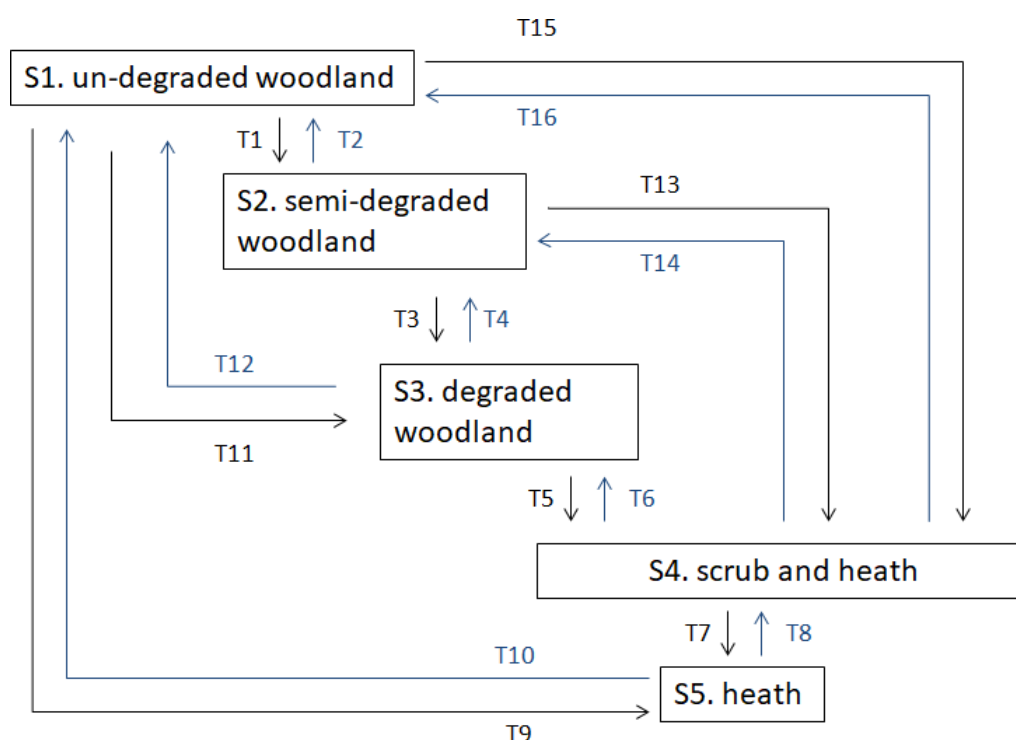 T15
S1. un-degraded woodland
T16
T1
T2
T13
S2. semi-degraded
woodland
T14
T3
T4
T12
S3. degraded
woodland
T11
T5
T6
S4. scrub and heath
T7
T8
T10
S5. heath
T9